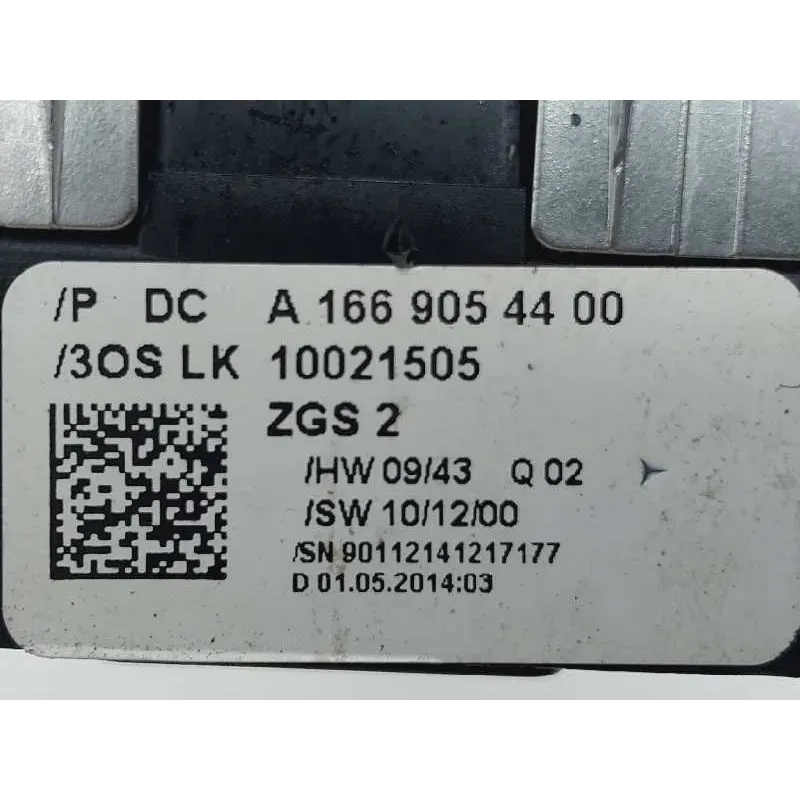 /P DC A 166 905 44 00
/3OS LK 10021505
ZGS 2
/HW 09/43 Q 02
/SW 10/12/00
/SN 90112141217177
D 01.05.2014:03